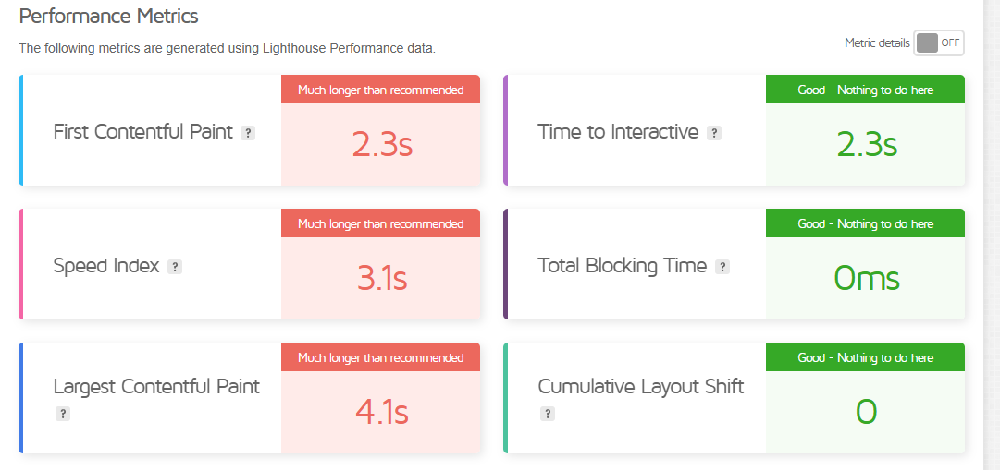 Performance Metrics
The following metrics are generated using Lighthouse Performance data.
Metric details OFF
Much longer than recommended
First Contentful Paint ?
2.3s
Good - Nothing to do here
Time to Interactive ?
2.3s
Much longer than recommended
Speed Index ?
3.1s
Good - Nothing to do here
Total Blocking Time ?
0ms
Much longer than recommended
Largest Contentful Paint
?
4.1s
Good - Nothing to do here
Cumulative Layout Shift
?
0